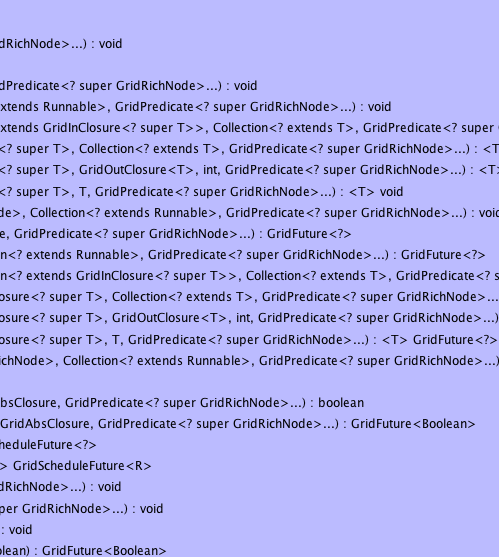 dRichNode>...) : void
dPredicate<? super GridRichNode>...) : void
xtends Runnable>, GridPredicate<? super GridRichNode>...) : void
xtends GridInClosure<? super T>>, Collection<? extends T>, GridPredicate<? super
<? super T>, Collection<? extends T>, GridPredicate<? super GridRichNode>...) : <T
<? super T>, GridOutClosure<T>, int, GridPredicate<? super GridRichNode>...) : <T>
<? super T>, T, GridPredicate<? super GridRichNode>...) : <T> void
de>, Collection<? extends Runnable>, GridPredicate<? super GridRichNode>...) : void
e, GridPredicate<? super GridRichNode>...) : GridFuture<?>
n<? extends Runnable>, GridPredicate<? super GridRichNode>...) : GridFuture<?>
n<? extends GridInClosure<? super T>>, Collection<? extends T>, GridPredicate<? s
osure<? super T>, Collection<? extends T>, GridPredicate<? super GridRichNode>...
osure<? super T>, GridOutClosure<T>, int, GridPredicate<? super GridRichNode>...)
osure<? super T>, T, GridPredicate<? super GridRichNode>...) : <T> GridFuture<?>
ichNode>, Collection<? extends Runnable>, GridPredicate<? super GridRichNode>...)
bsClosure, GridPredicate<? super GridRichNode>...) : boolean
GridAbsClosure, GridPredicate<? super GridRichNode>...) : GridFuture<Boolean>
heduleFuture<?>
> GridScheduleFuture<R>
dRichNode>...) : void
per GridRichNode>...) : void
: void
olean) : GridFuture<Boolean>